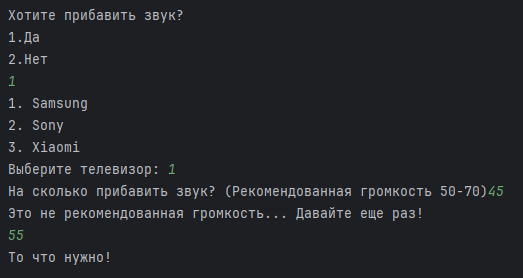 Хотите прибавить звук?
1.Да
2.Нет
1
1. Samsung
2. Sony
3. Xiaomi
Выберите телевизор: 1
На сколько прибавить звук? (Рекомендованная громкость 50-70)45
Это не рекомендованная громкость... Давайте еще раз!
55
То что нужно!